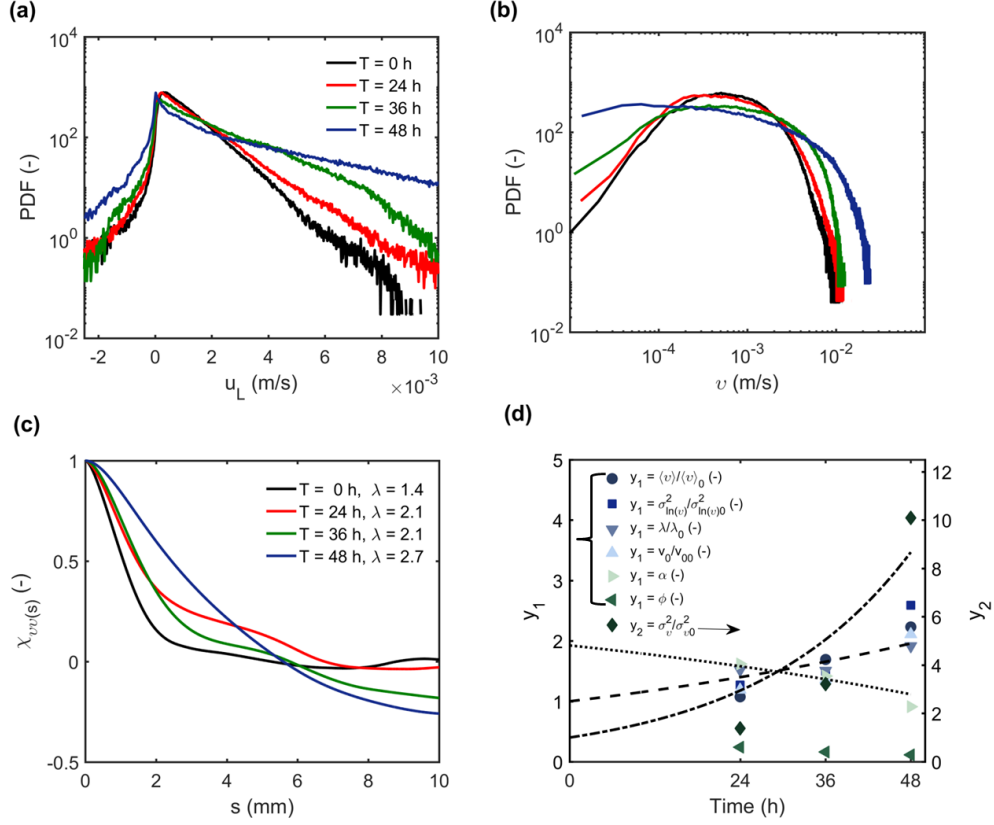 (a)
10^4
10^2
10^0
10^-2
PDF (-)
T = 0 h
T = 24 h
T = 36 h
T = 48 h
-2
0
2
4
6
8
10
u_L (m/s)
×10^-3
(b)
10^4
10^2
10^0
10^-2
PDF (-)
10^-4
10^-3
10^-2
υ (m/s)
(c)
1
0.5
0
-0.5
χ_υυ(s) (-)
T = 0 h, λ = 1.4
T = 24 h, λ = 2.1
T = 36 h, λ = 2.1
T = 48 h, λ = 2.7
0
2
4
6
8
10
s (mm)
(d)
5
4
3
2
1
0
y_1
y_1 = ⟨υ⟩/⟨υ⟩_0 (-)
y_1 = σ^2_ln(υ)/σ^2_ln(υ)0 (-)
y_1 = λ/λ_0 (-)
y_1 = v_0/v_00 (-)
y_1 = α (-)
y_1 = ϕ (-)
y_2 = σ^2_υ/σ^2_υ0
12
10
8
6
4
2
0
y_2
0
24
36
48
Time (h)